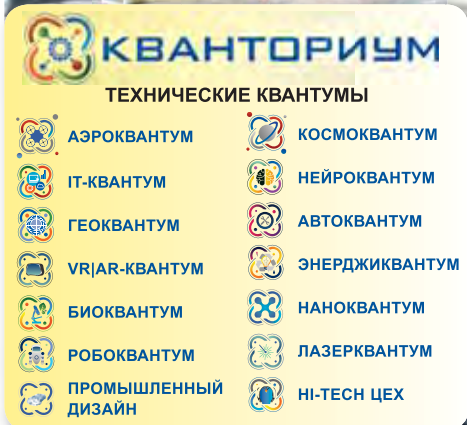 КВАНТОРИУМ
ТЕХНИЧЕСКИЕ КВАНТУМЫ
АЭРОКВАНТУМ
IT-КВАНТУМ
ГЕОКВАНТУМ
VR|AR-КВАНТУМ
БИОКВАНТУМ
РОБОКВАНТУМ
ПРОМЫШЛЕННЫЙ
ДИЗАЙН
КОСМОКВАНТУМ
НЕЙРОКВАНТУМ
АВТОКВАНТУМ
ЭНЕРДЖИКВАНТУМ
НАНОКВАНТУМ
ЛАЗЕРКВАНТУМ
HI-TECH ЦЕХ